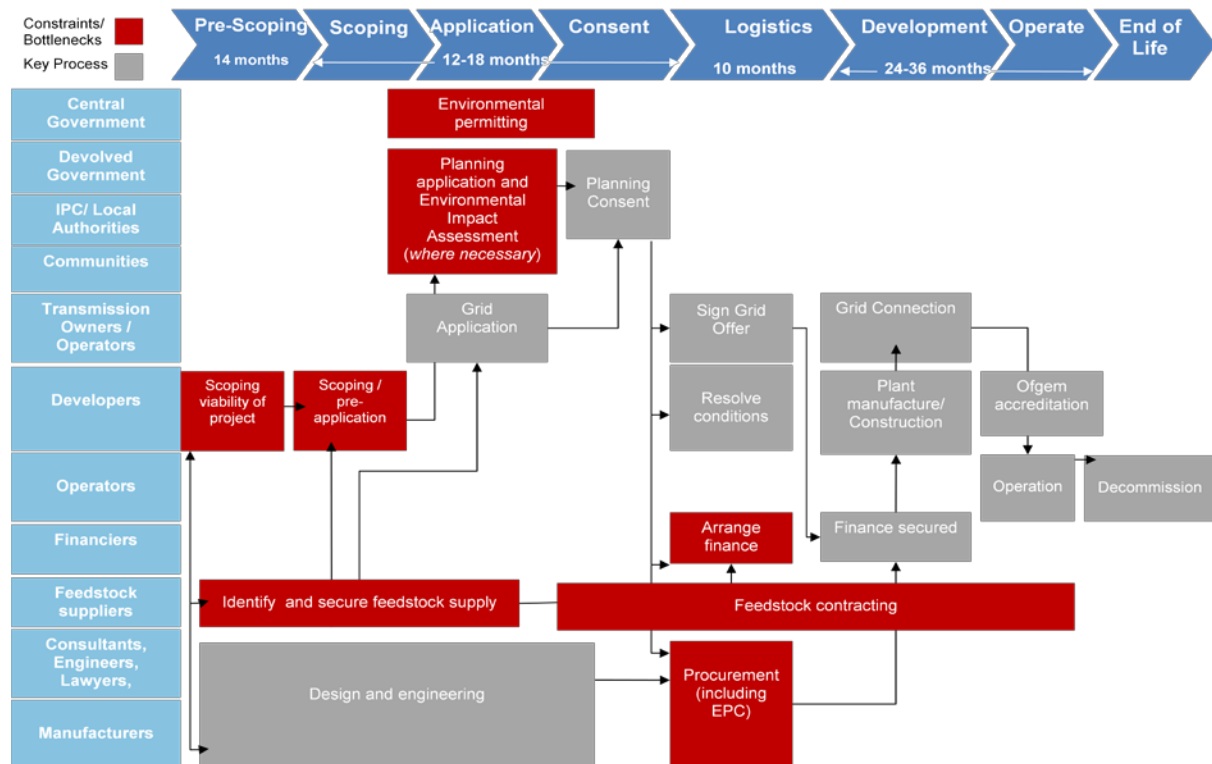 Constraints/
Bottlenecks
Key Process
Pre-Scoping
14 months
Scoping
Application
12-18 months
Consent
Logistics
10 months
Development
24-36 months
Operate
End of
Life
Central
Government
Environmental
permitting
Devolved
Government
Planning
application and
Environmental
Impact
Assessment
(where necessary)
Planning
Consent
IPC/ Local
Authorities
Communities
Transmission
Owners /
Operators
Grid
Application
Sign Grid
Offer
Grid Connection
Developers
Scoping
viability of
project
Scoping /
pre-
application
Resolve
conditions
Plant
manufacture/
Construction
Ofgem
accreditation
Operators
Operation
Decommission
Financiers
Arrange
finance
Finance secured
Feedstock
suppliers
Identify and secure feedstock supply
Feedstock contracting
Consultants,
Engineers,
Lawyers,
Design and engineering
Procurement
(including
EPC)
Manufacturers